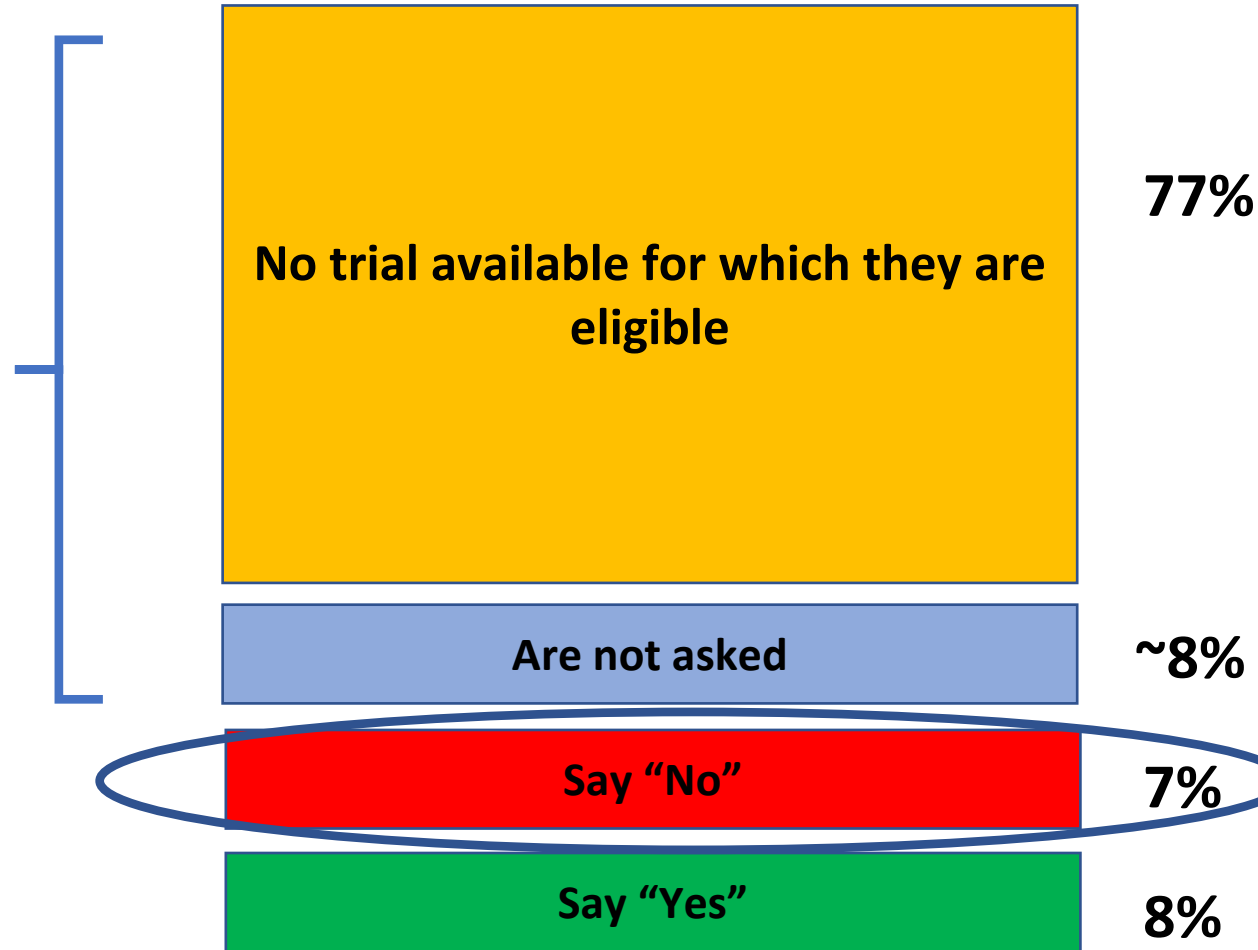 77%
No trial available for which they are
eligible
Are not asked
~8%
Say “No”
7%
Say “Yes”
8%